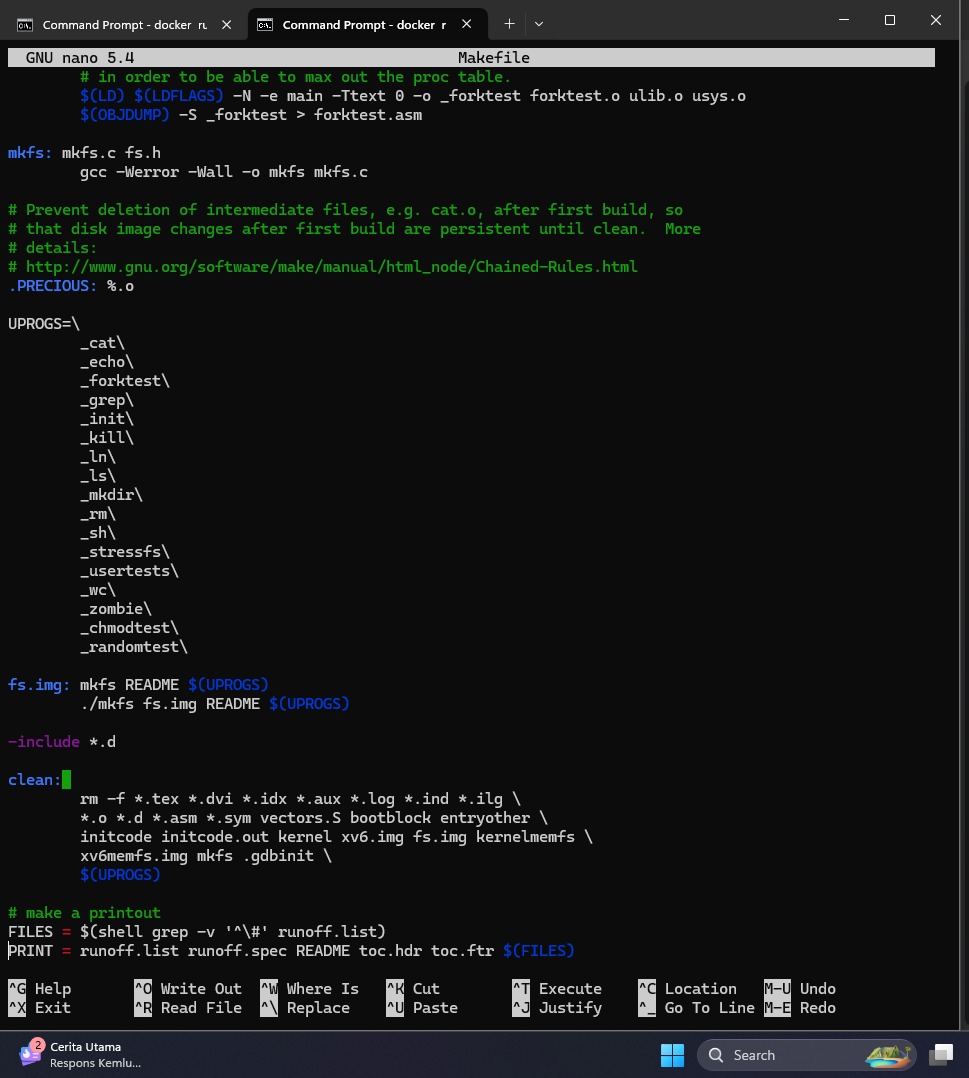 Command Prompt - docker ru
Command Prompt - docker r
GNU nano 5.4 Makefile
# in order to be able to max out the proc table.
$(LD) $(LDFLAGS) -N -e main -Ttext 0 -o _forktest forktest.o ulib.o usys.o
$(OBJDUMP) -S _forktest > forktest.asm
mkfs: mkfs.c fs.h
gcc -Werror -Wall -o mkfs mkfs.c
# Prevent deletion of intermediate files, e.g. cat.o, after first build, so
# that disk image changes after first build are persistent until clean.  More
# details:
# http://www.gnu.org/software/make/manual/html_node/Chained-Rules.html
.PRECIOUS: %.o
UPROGS=\
_cat\
_echo\
_forktest\
_grep\
_init\
_kill\
_ln\
_ls\
_mkdir\
_rm\
_sh\
_stressfs\
_usertests\
_wc\
_zombie\
_chmodtest\
_randomtest\
fs.img: mkfs README $(UPROGS)
./mkfs fs.img README $(UPROGS)
-include *.d
clean:
rm -f *.tex *.dvi *.idx *.aux *.log *.ind *.ilg \
*.o *.d *.asm *.sym vectors.S bootblock entryother \
initcode initcode.out kernel xv6.img fs.img kernelmemfs \
xv6memfs.img mkfs .gdbinit \
$(UPROGS)
# make a printout
FILES = $(shell grep -v '^\#' runoff.list)
PRINT = runoff.list runoff.spec README toc.hdr toc.ftr $(FILES)
^G Help ^O Write Out ^W Where Is ^K Cut ^T Execute ^C Location M-U Undo
^X Exit ^R Read File ^\ Replace ^U Paste ^J Justify ^_ Go To Line M-E Redo
2
Cerita Utama
Respons Kemlu...
Search